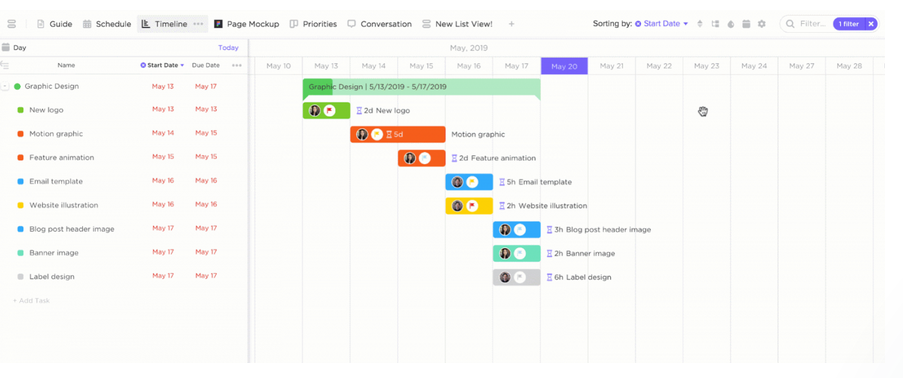 Guide Schedule Timeline Page Mockup Priorities Conversation New List View! + Sorting by: Start Date Filter... 1 filter x
Day Today May, 2019
Name Start Date Due Date May 10 May 13 May 14 May 15 May 16 May 17 May 20 May 21 May 22 May 23 May 24 May 27 May 28
Graphic Design May 13 May 17 Graphic Design | 5/13/2019 - 5/17/2019
New logo May 13 May 13 2d New logo
Motion graphic May 14 May 15 5d Motion graphic
Feature animation May 15 May 15 2d Feature animation
Email template May 16 May 16 5h Email template
Website illustration May 16 May 16 2h Website illustration
Blog post header image May 17 May 17 3h Blog post header image
Banner image May 17 May 17 2h Banner image
Label design May 17 May 17 6h Label design
+ Add Task